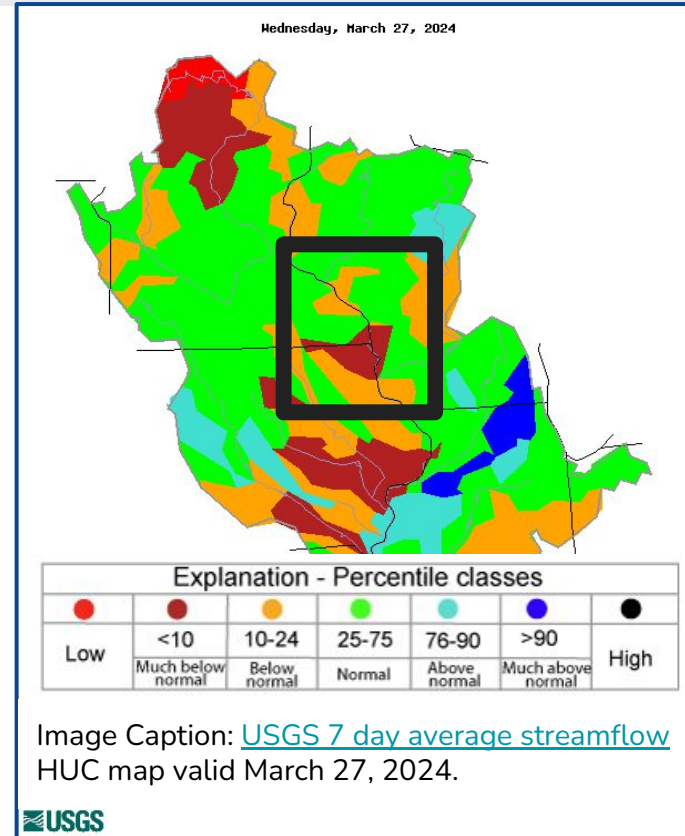 Wednesday, March 27, 2024
Explanation - Percentile classes
Low <10 10-24 25-75 76-90 >90 High
Much below normal Below normal Normal Above normal Much above normal
Image Caption: USGS 7 day average streamflow
HUC map valid March 27, 2024.
USGS